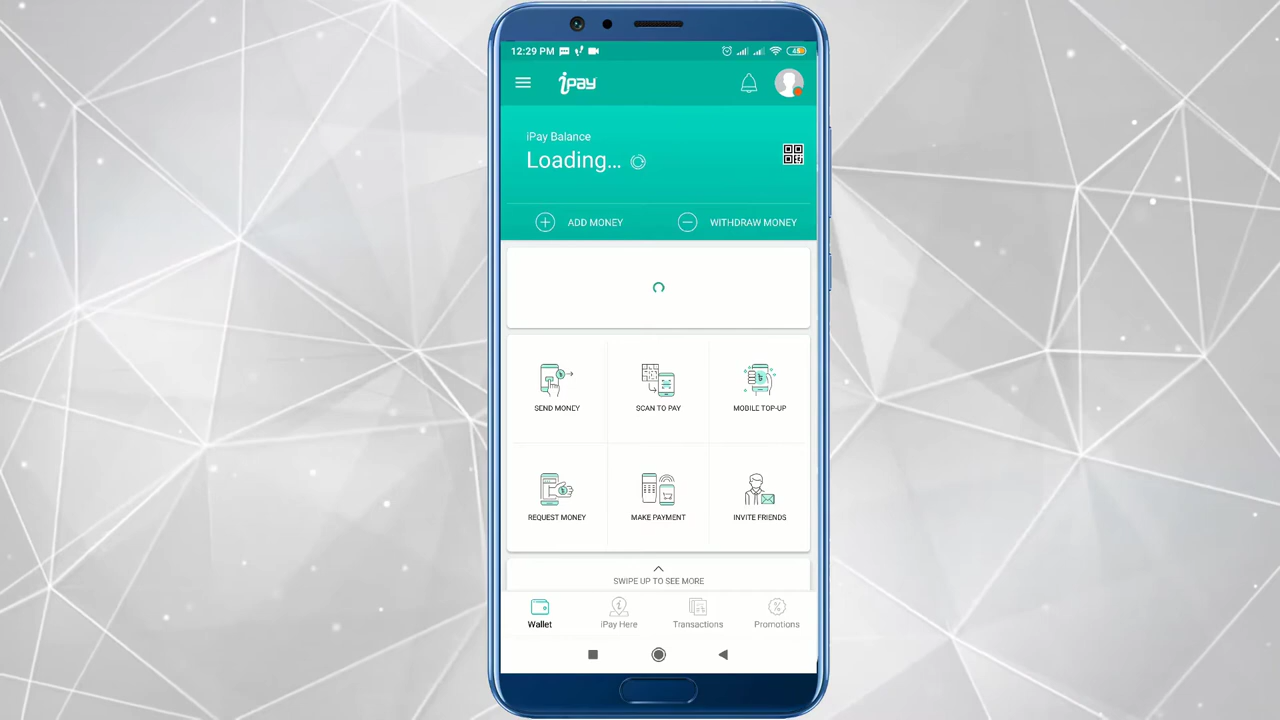 12:29 PM
48
ipay
iPay Balance
Loading...
ADD MONEY
WITHDRAW MONEY
SEND MONEY
SCAN TO PAY
MOBILE TOP-UP
REQUEST MONEY
MAKE PAYMENT
INVITE FRIENDS
SWIPE UP TO SEE MORE
Wallet
iPay Here
Transactions
Promotions